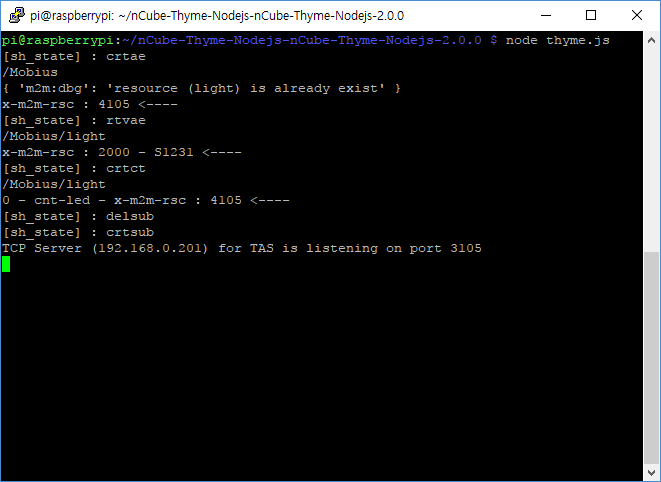 pi@raspberrypi: ~/nCube-Thyme-Nodejs-nCube-Thyme-Nodejs-2.0.0
pi@raspberrypi:~/nCube-Thyme-Nodejs-nCube-Thyme-Nodejs-2.0.0 $ node thyme.js
[sh_state] : crtae
/Mobius
{ 'm2m:dbg': 'resource (light) is already exist' }
x-m2m-rsc : 4105 <----
[sh_state] : rtvae
/Mobius/light
x-m2m-rsc : 2000 - S1231 <----
[sh_state] : crtct
/Mobius/light
0 - cnt-led - x-m2m-rsc : 4105 <----
[sh_state] : delsub
[sh_state] : crtsub
TCP Server (192.168.0.201) for TAS is listening on port 3105